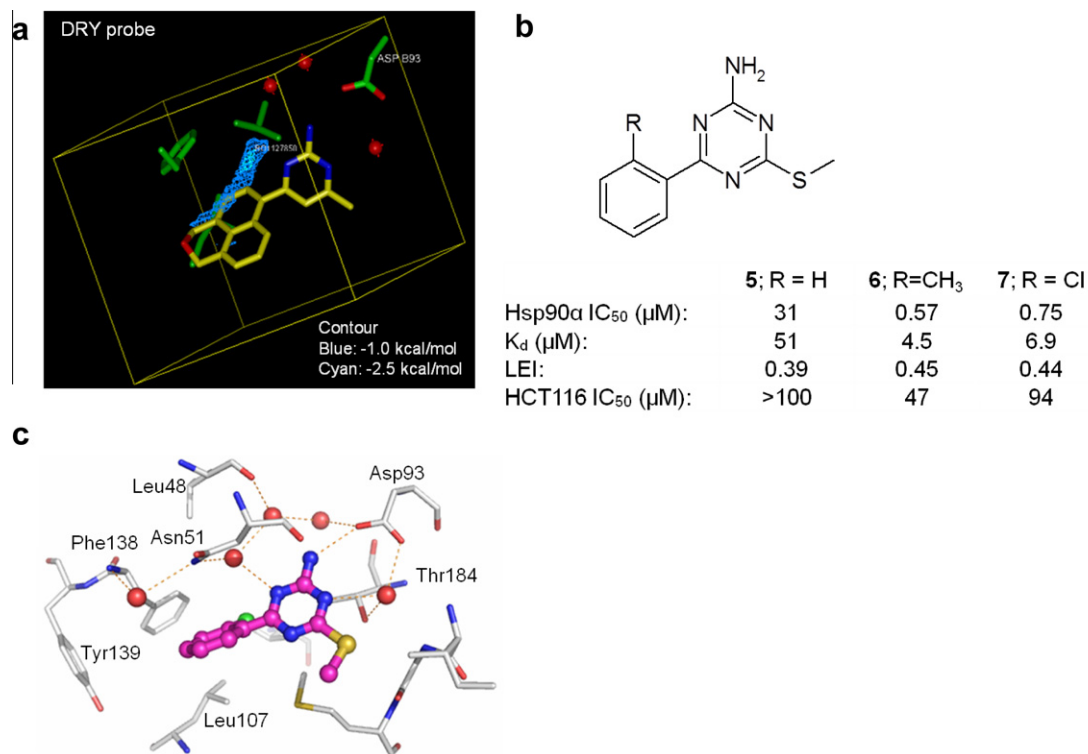 a
DRY probe
ASP B93
Contour
Blue: -1.0 kcal/mol
Cyan: -2.5 kcal/mol
b
NH2
R
N
N
N
S
5; R = H 6; R=CH3 7; R = Cl
Hsp90α IC50 (μM): 31 0.57 0.75
Kd (μM): 51 4.5 6.9
LEI: 0.39 0.45 0.44
HCT116 IC50 (μM): >100 47 94
c
Leu48
Asp93
Asn51
Phe138
Thr184
Tyr139
Leu107